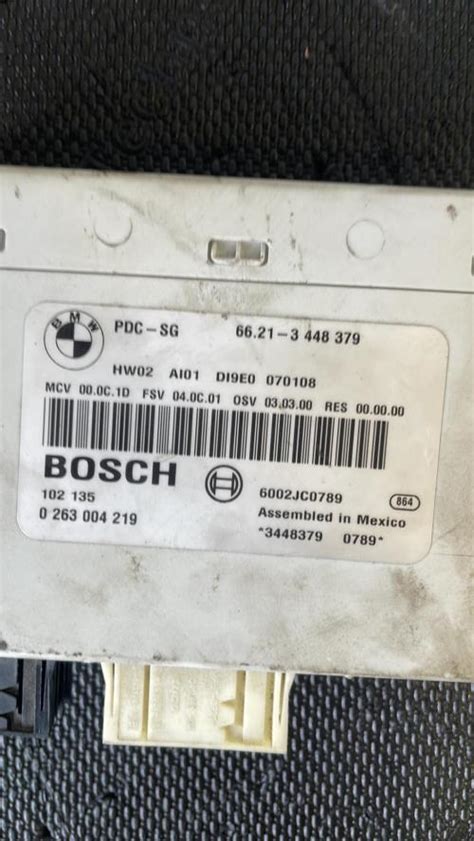 BMW
PDC-SG 66.21-3 448 379
HW02 AI01 DI9E0 070108
MCV 00.0C.1D FSV 04.0C.01 OSV 03.03.00 RES 00.00.00
BOSCH
102 135 6002JC0789 864
0 263 004 219 Assembled in Mexico
*3448379 0789*